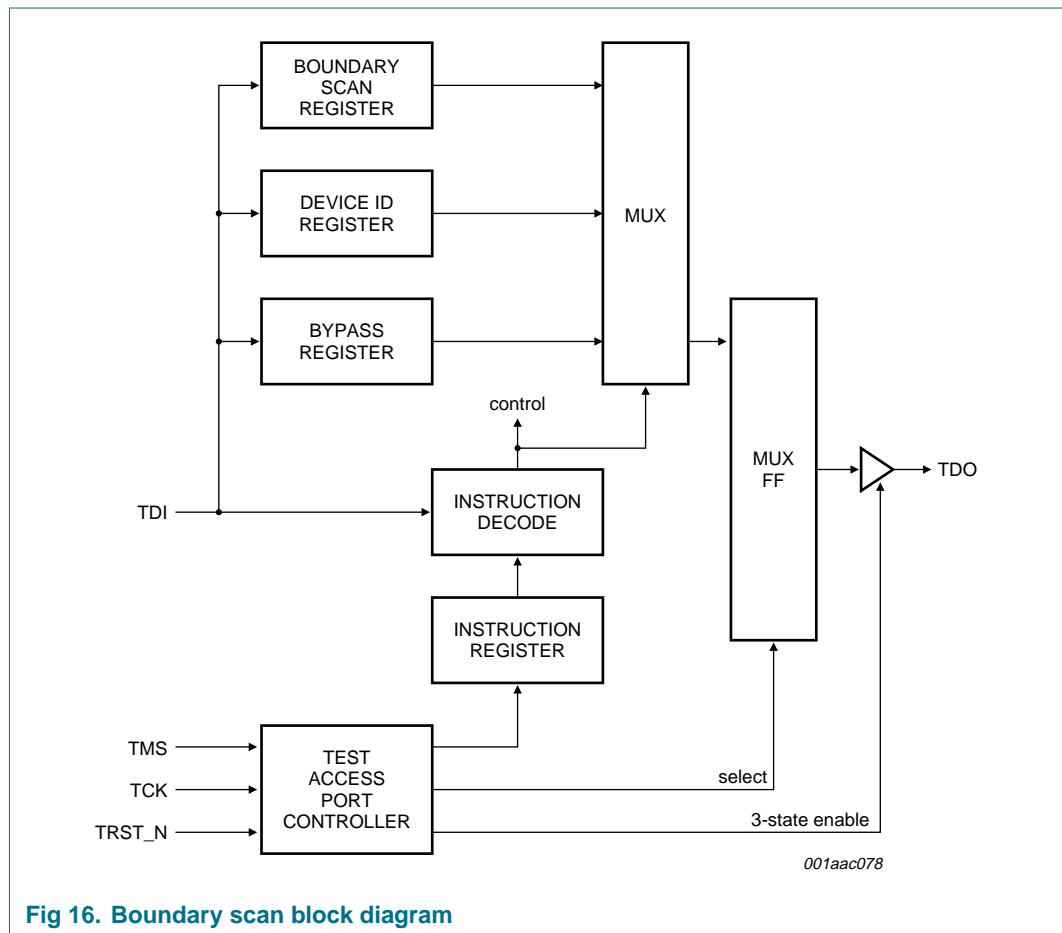 BOUNDARY
SCAN
REGISTER
DEVICE ID
REGISTER
MUX
BYPASS
REGISTER
control
MUX
FF
TDO
TDI
INSTRUCTION
DECODE
INSTRUCTION
REGISTER
TMS
TCK
TRST_N
TEST
ACCESS
PORT
CONTROLLER
select
3-state enable
001aac078
Fig 16. Boundary scan block diagram